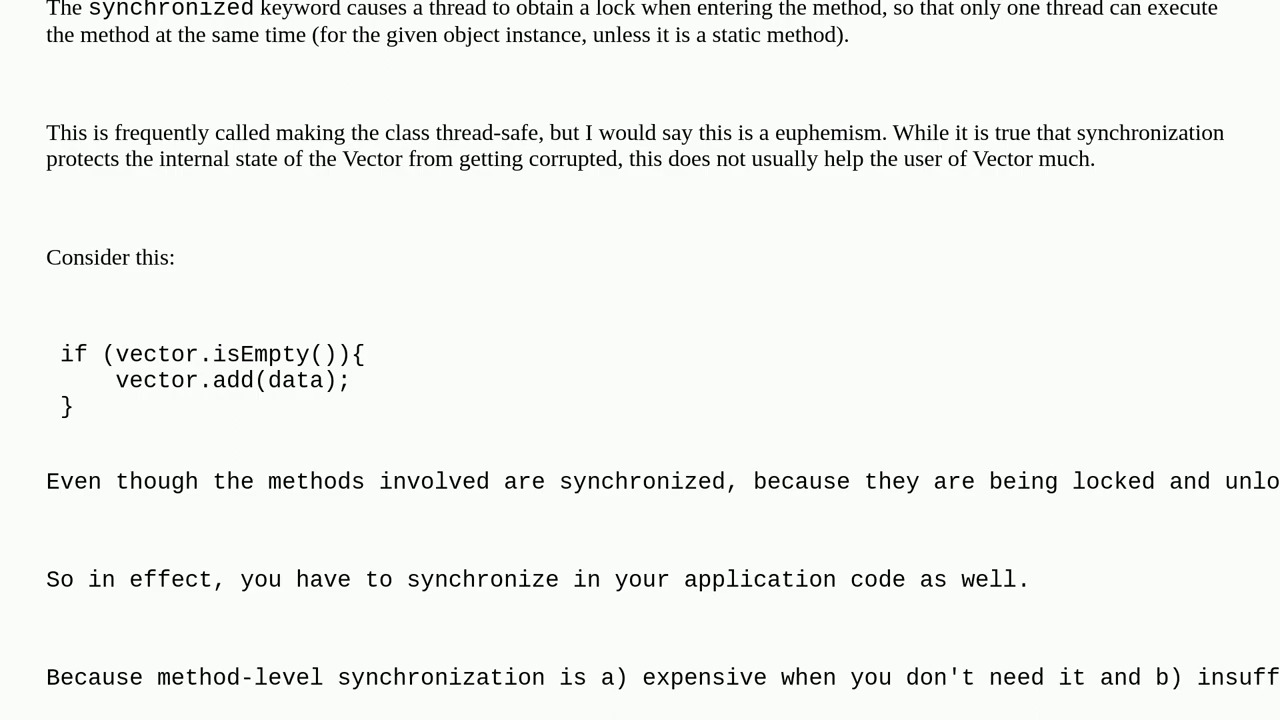 The synchronized keyword causes a thread to obtain a lock when entering the method, so that only one thread can execute
the method at the same time (for the given object instance, unless it is a static method).
This is frequently called making the class thread-safe, but I would say this is a euphemism. While it is true that synchronization
protects the internal state of the Vector from getting corrupted, this does not usually help the user of Vector much.
Consider this:
if (vector.isEmpty()){
    vector.add(data);
}
Even though the methods involved are synchronized, because they are being locked and unlo
So in effect, you have to synchronize in your application code as well.
Because method-level synchronization is a) expensive when you don't need it and b) insuff